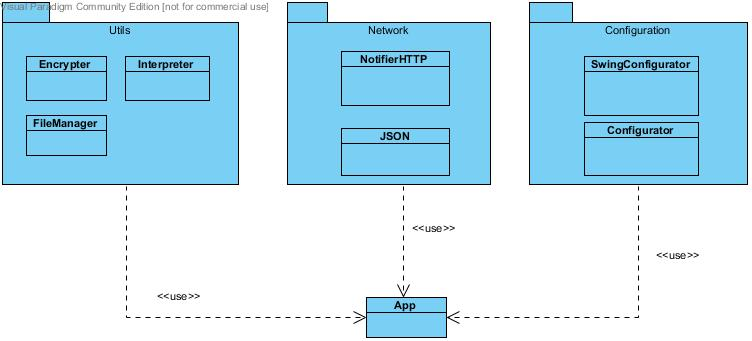 Visual Paradigm Community Edition [not for commercial use]
Utils
Encrypter
Interpreter
FileManager
Network
NotifierHTTP
JSON
Configuration
SwingConfigurator
Configurator
<<use>>
<<use>>
<<use>>
App